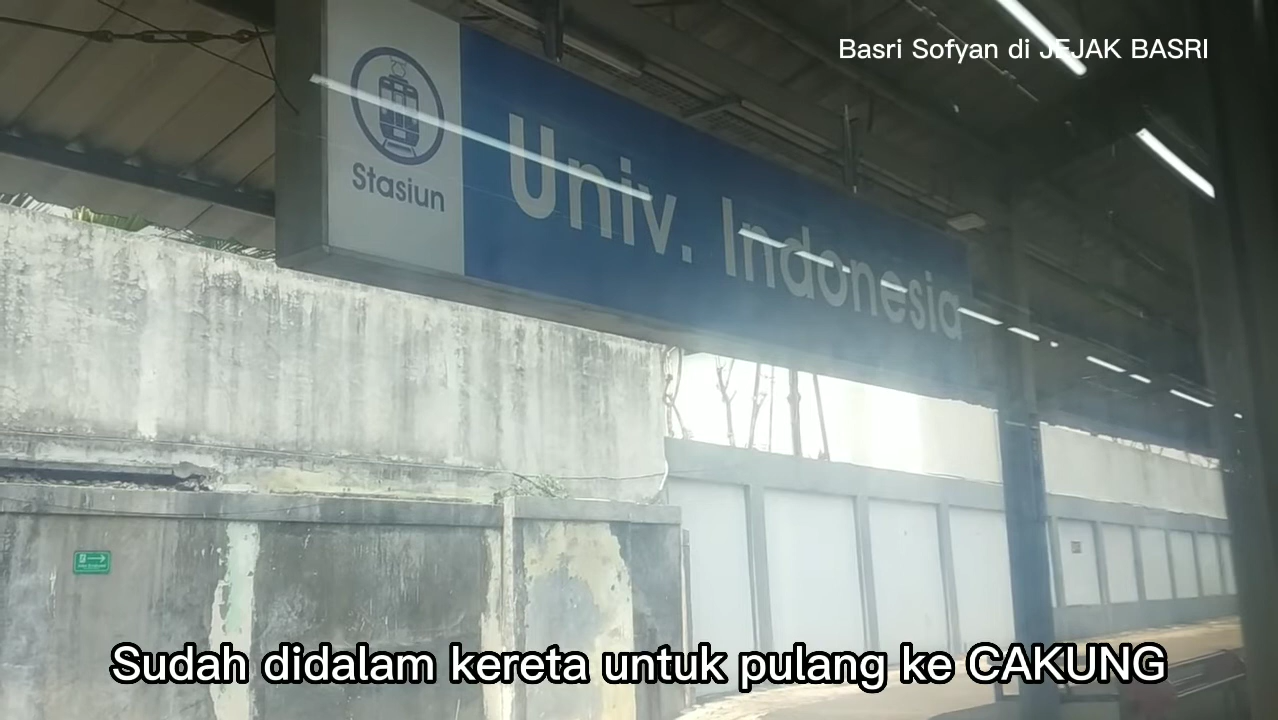 Basri Sofyan di JEJAK BASRI
Stasiun
Univ. Indonesia
Sudah didalam kereta untuk pulang ke CAKUNG